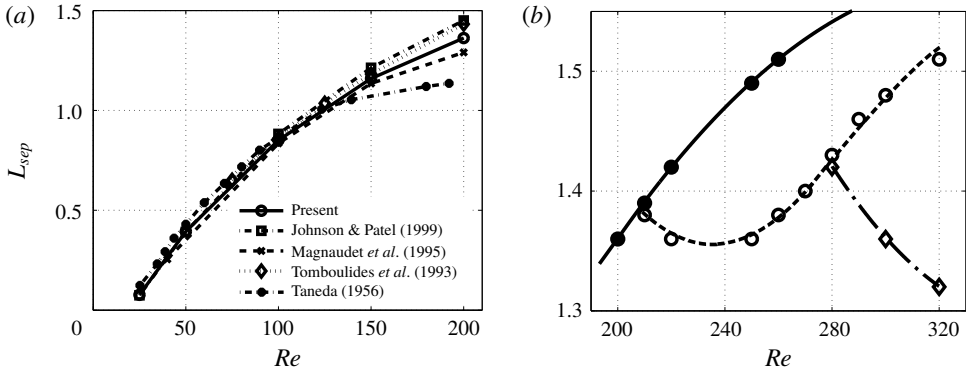 (a)
1.5
1.0
0.5
0
50
100
150
200
L_sep
Re
Present
Johnson & Patel (1999)
Magnaudet et al. (1995)
Tomboulides et al. (1993)
Taneda (1956)
(b)
1.5
1.4
1.3
200
240
280
320
Re